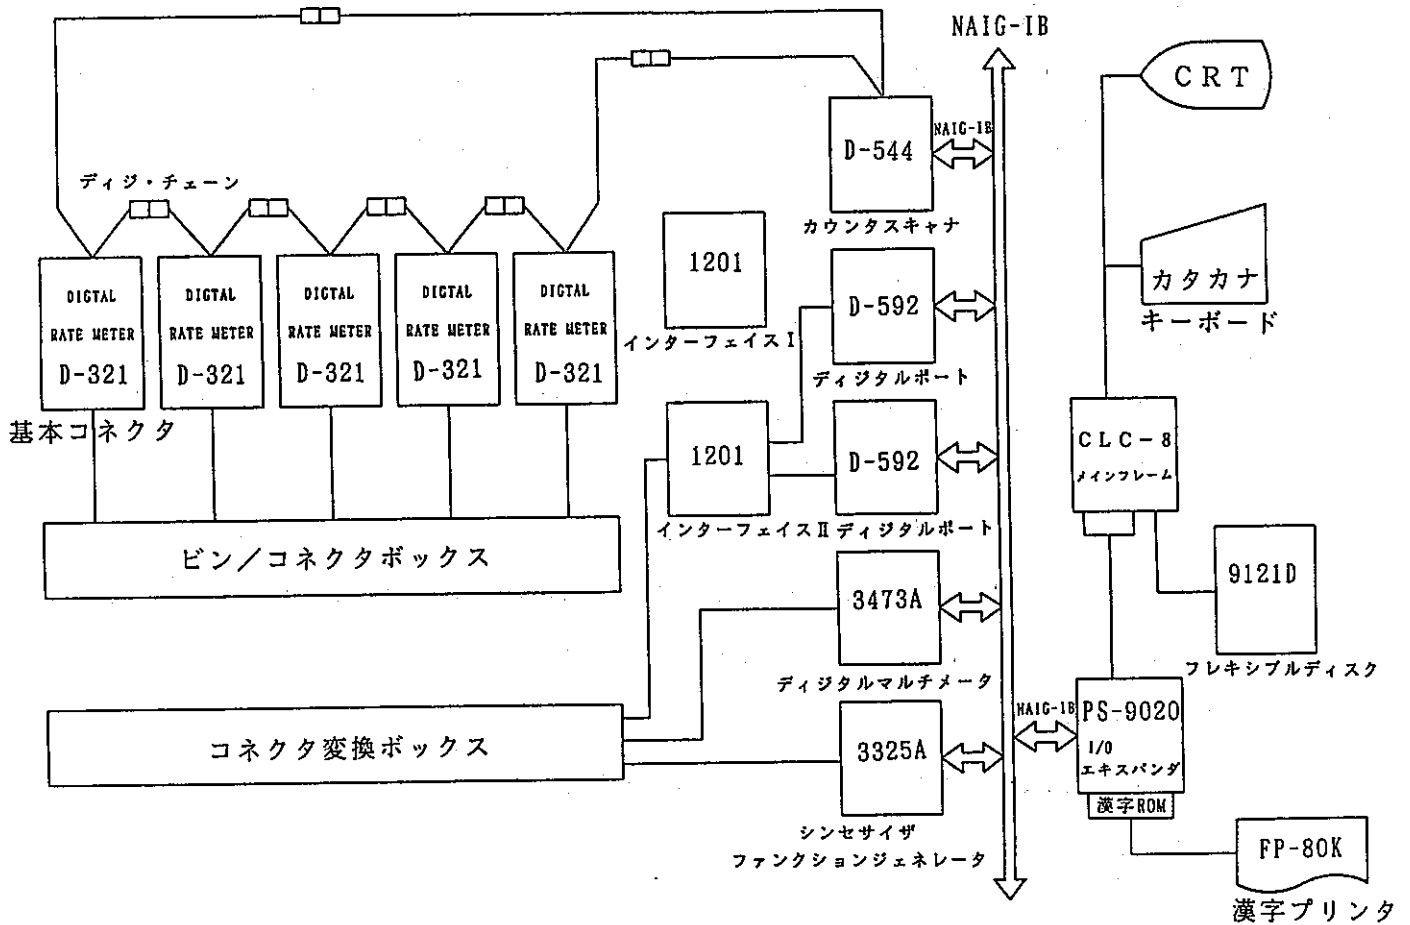 NAIG-IB
CRT
D-544
NAIG-IB
カウンタスキャナ
ディジ・チェーン
DIGTAL
RATE METER
D-321
DIGTAL
RATE METER
D-321
DIGTAL
RATE METER
D-321
DIGTAL
RATE METER
D-321
DIGTAL
RATE METER
D-321
基本コネクタ
1201
インターフェイスⅠ
D-592
ディジタルポート
カタカナ
キーボード
1201
インターフェイスⅡ
D-592
ディジタルポート
CLC-8
メインフレーム
ビン/コネクタボックス
3473A
ディジタルマルチメータ
9121D
フレキシブルディスク
コネクタ変換ボックス
3325A
シンセサイザ
ファンクションジェネレータ
NAIG-IB
PS-9020
I/O
エキスパンダ
漢字ROM
FP-80K
漢字プリンタ